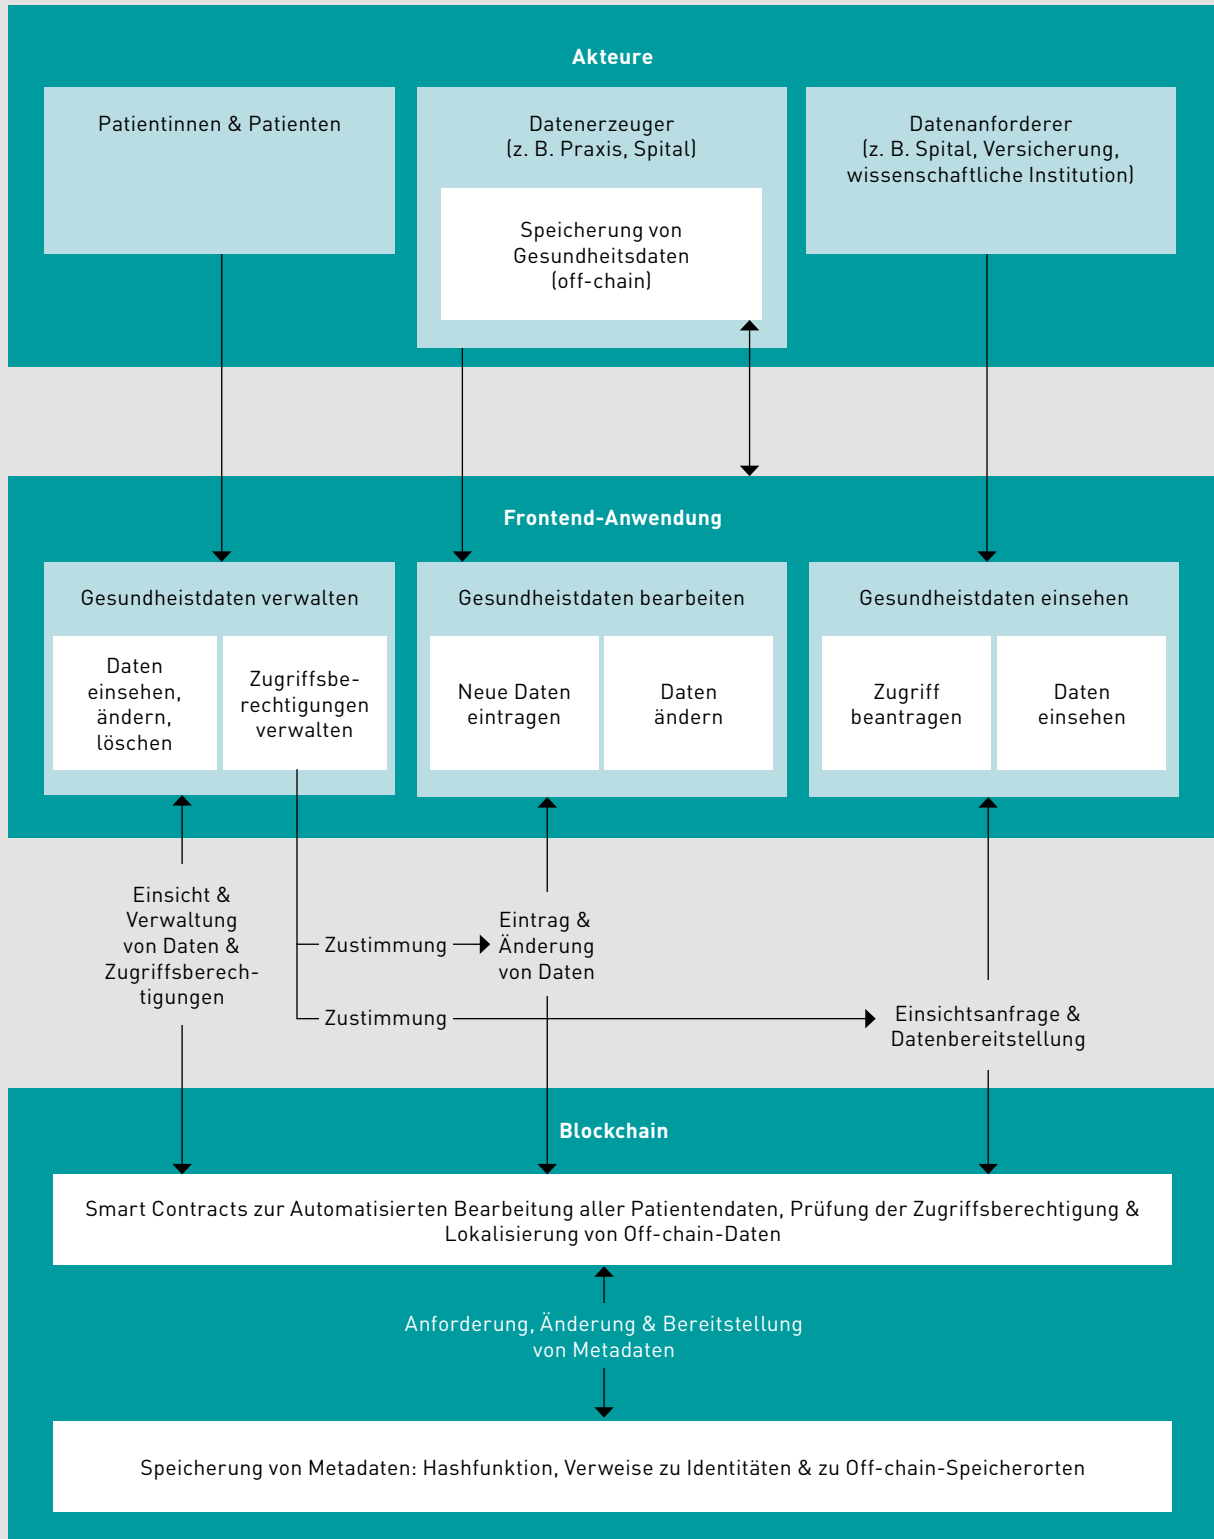 Akteure
Patientinnen & Patienten
Datenerzeuger
(z. B. Praxis, Spital)
Speicherung von
Gesundheitsdaten
(off-chain)
Datenanforderer
(z. B. Spital, Versicherung,
wissenschaftliche Institution)
Frontend-Anwendung
Gesundheistdaten verwalten
Daten
einsehen,
ändern,
löschen
Zugriffsbe-
rechtigungen
verwalten
Gesundheistdaten bearbeiten
Neue Daten
eintragen
Daten
ändern
Gesundheistdaten einsehen
Zugriff
beantragen
Daten
einsehen
Einsicht &
Verwaltung
von Daten &
Zugriffsberech-
tigungen
Zustimmung
Eintrag &
Änderung
von Daten
Zustimmung
Einsichtsanfrage &
Datenbereitstellung
Blockchain
Smart Contracts zur Automatisierten Bearbeitung aller Patientendaten, Prüfung der Zugriffsberechtigung &
Lokalisierung von Off-chain-Daten
Anforderung, Änderung & Bereitstellung
von Metadaten
Speicherung von Metadaten: Hashfunktion, Verweise zu Identitäten & zu Off-chain-Speicherorten